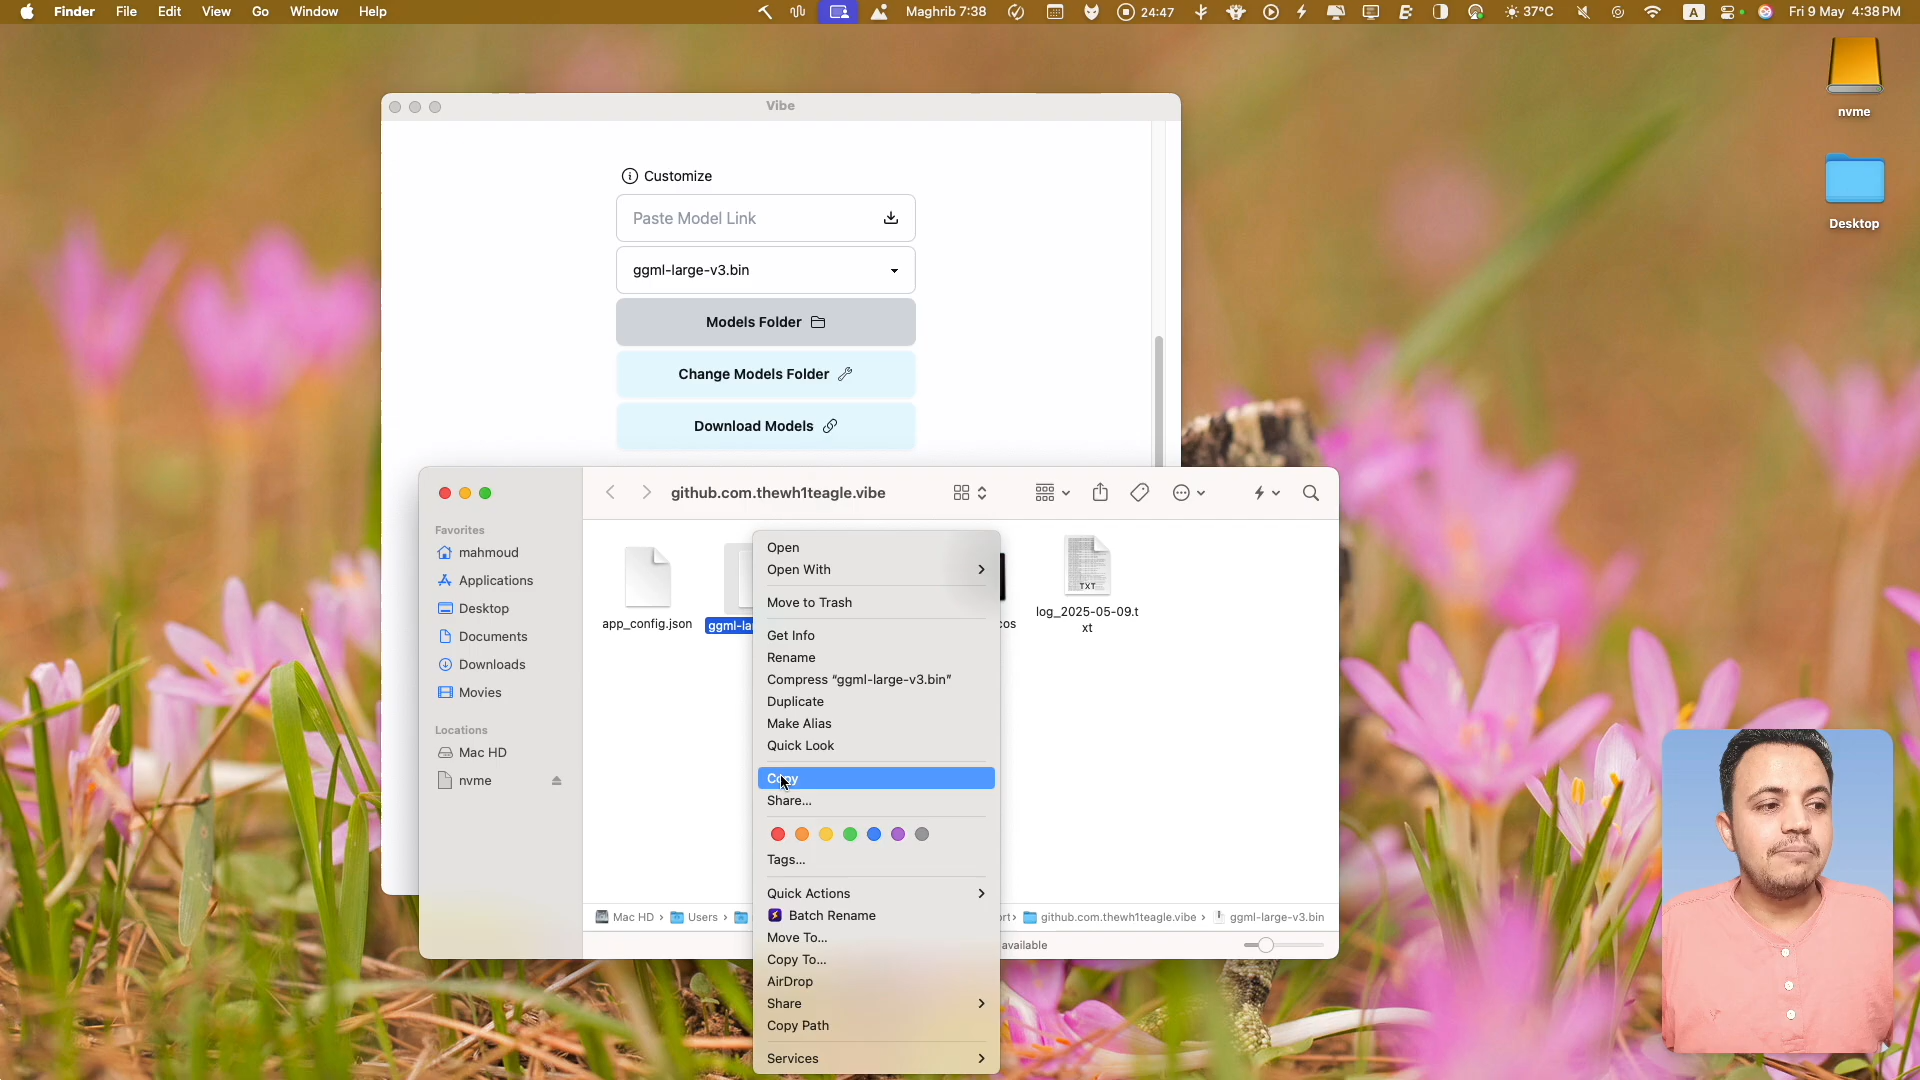 Finder File Edit View Go Window Help
Maghrib 7:38
24:47
37°C
A
Fri 9 May 4:38 PM
nvme
Desktop
Vibe
Customize
Paste Model Link
ggml-large-v3.bin
Models Folder
Change Models Folder
Download Models
github.com.thewh1teagle.vibe
Favorites
mahmoud
Applications
Desktop
Documents
Downloads
Movies
Locations
Mac HD
nvme
app_config.json
ggml-la
cos
TXT
log_2025-05-09.t
xt
Open
Open With
Move to Trash
Get Info
Rename
Compress “ggml-large-v3.bin”
Duplicate
Make Alias
Quick Look
Copy
Share...
Tags...
Quick Actions
Batch Rename
Move To...
Copy To...
AirDrop
Share
Copy Path
Services
Mac HD › Users ›
ort › github.com.thewh1teagle.vibe › ggml-large-v3.bin
available